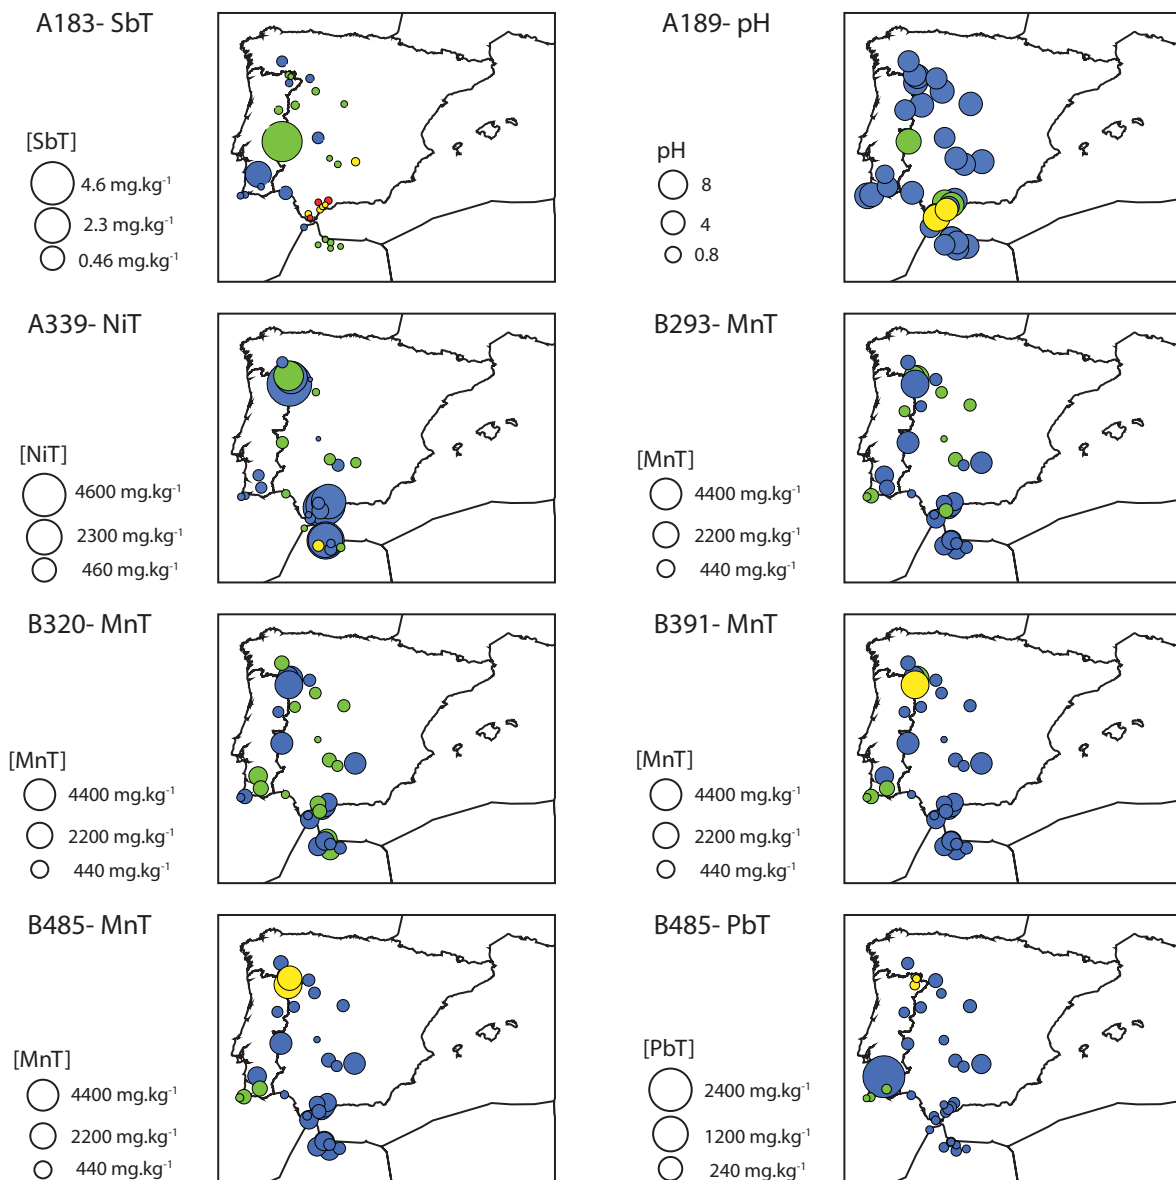 A183- SbT
[SbT]
4.6 mg.kg⁻¹
2.3 mg.kg⁻¹
0.46 mg.kg⁻¹
A189- pH
pH
8
4
0.8
A339- NiT
[NiT]
4600 mg.kg⁻¹
2300 mg.kg⁻¹
460 mg.kg⁻¹
B293- MnT
[MnT]
4400 mg.kg⁻¹
2200 mg.kg⁻¹
440 mg.kg⁻¹
B320- MnT
[MnT]
4400 mg.kg⁻¹
2200 mg.kg⁻¹
440 mg.kg⁻¹
B391- MnT
[MnT]
4400 mg.kg⁻¹
2200 mg.kg⁻¹
440 mg.kg⁻¹
B485- MnT
[MnT]
4400 mg.kg⁻¹
2200 mg.kg⁻¹
440 mg.kg⁻¹
B485- PbT
[PbT]
2400 mg.kg⁻¹
1200 mg.kg⁻¹
240 mg.kg⁻¹